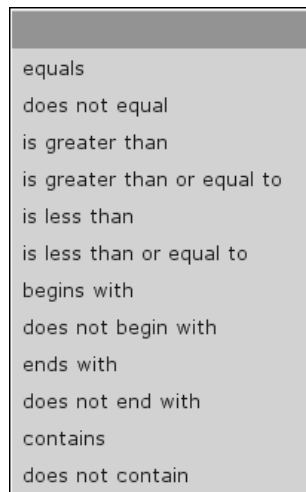 equals
does not equal
is greater than
is greater than or equal to
is less than
is less than or equal to
begins with
does not begin with
ends with
does not end with
contains
does not contain